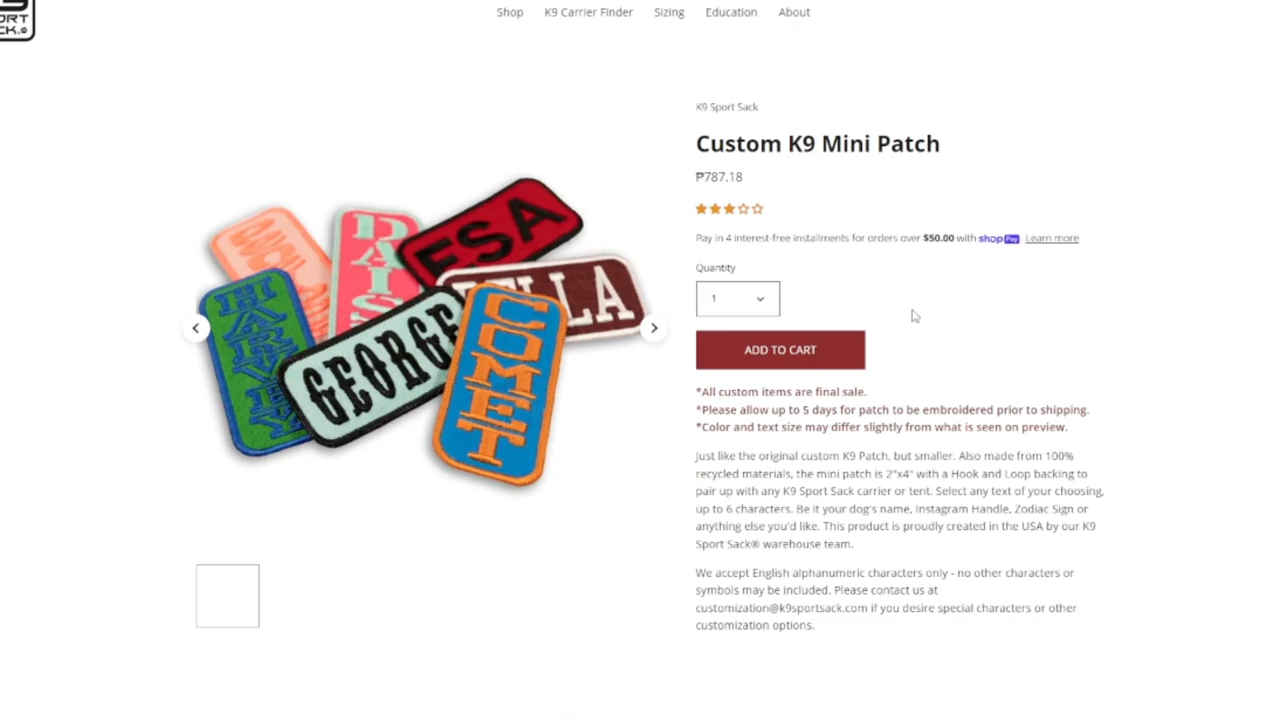 ORT
CK.
Shop K9 Carrier Finder Sizing Education About
K9 Sport Sack
Custom K9 Mini Patch
₱787.18
Pay in 4 interest-free installments for orders over $50.00 with shop Pay Learn more
Quantity
1
ADD TO CART
*All custom items are final sale.
*Please allow up to 5 days for patch to be embroidered prior to shipping.
*Color and text size may differ slightly from what is seen on preview.
Just like the original custom K9 Patch, but smaller. Also made from 100%
recycled materials, the mini patch is 2"x4" with a Hook and Loop backing to
pair up with any K9 Sport Sack carrier or tent. Select any text of your choosing,
up to 6 characters. Be it your dog's name, Instagram Handle, Zodiac Sign or
anything else you'd like. This product is proudly created in the USA by our K9
Sport Sack® warehouse team.
We accept English alphanumeric characters only - no other characters or
symbols may be included. Please contact us at
customization@k9sportsack.com if you desire special characters or other
customization options.
DAIS
ESA
LLA
HARVEY
GEORGE
COMET